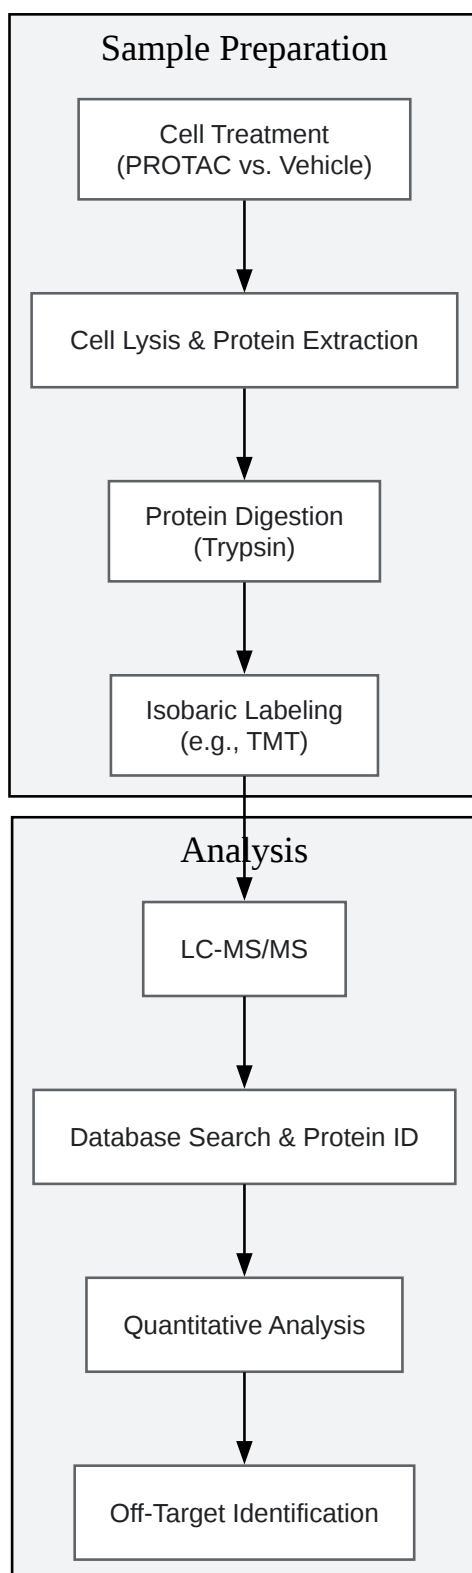 Sample Preparation
Cell Treatment
(PROTAC vs. Vehicle)
Cell Lysis & Protein Extraction
Protein Digestion
(Trypsin)
Isobaric Labeling
(e.g., TMT)
Analysis
LC-MS/MS
Database Search & Protein ID
Quantitative Analysis
Off-Target Identification